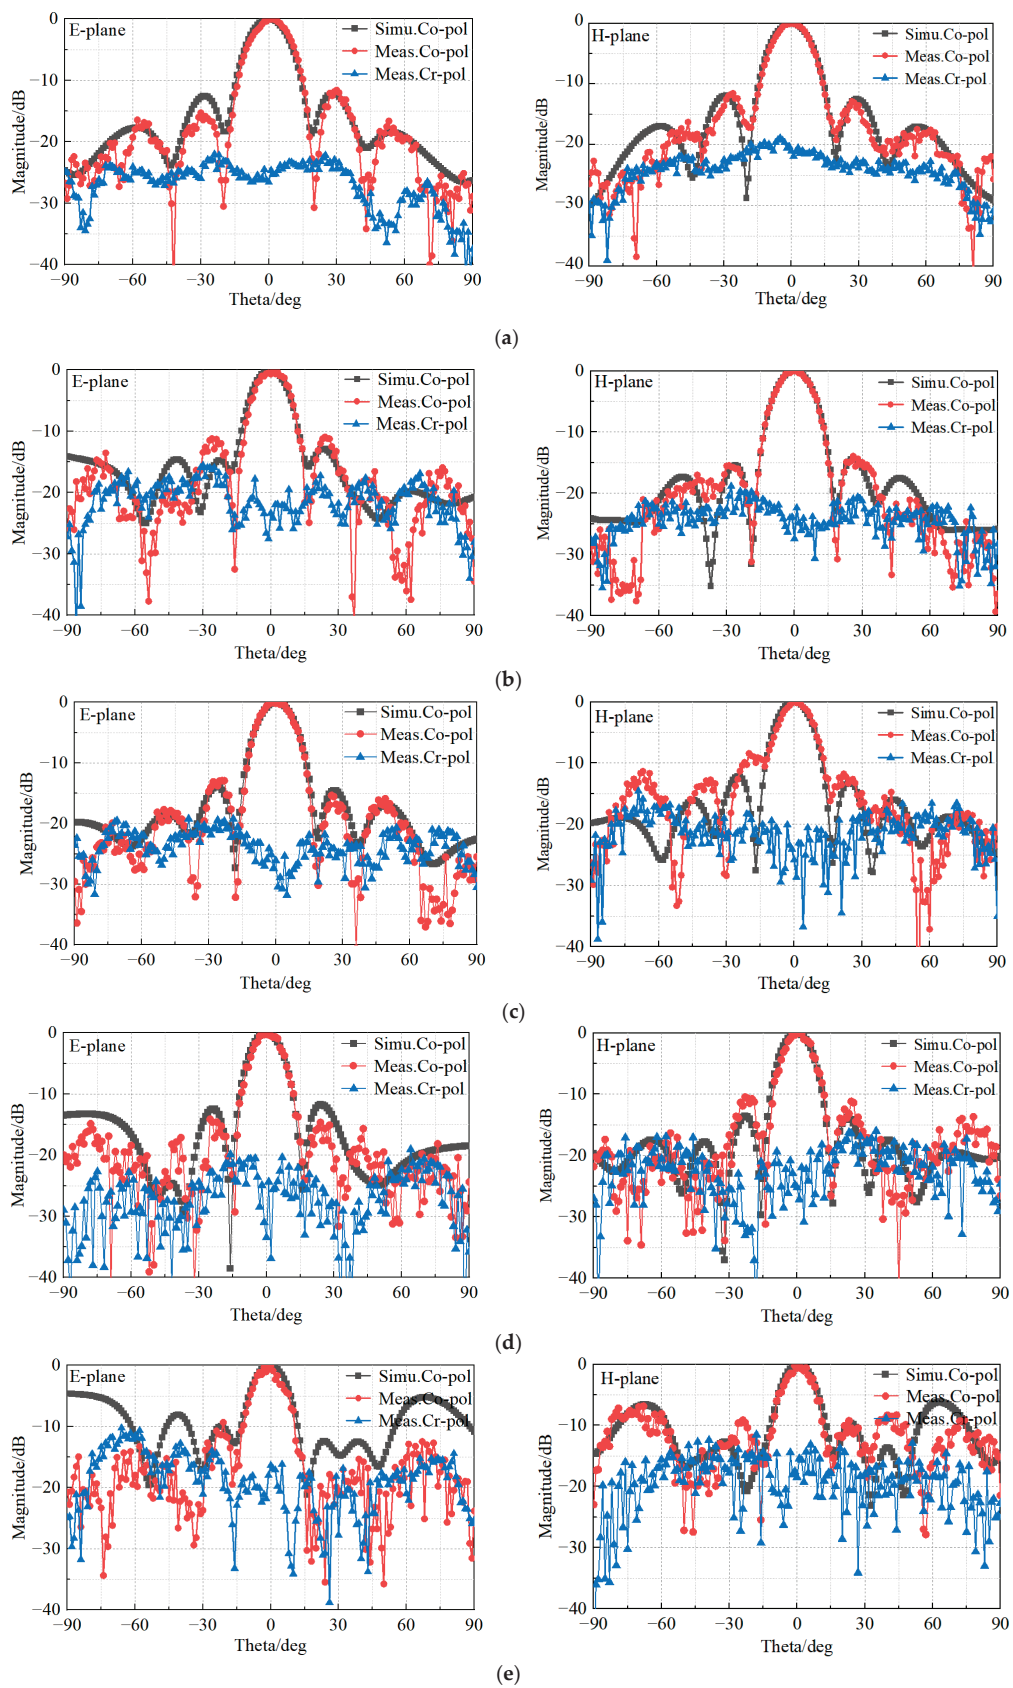 E-plane
Simu.Co-pol
Meas.Co-pol
Meas.Cr-pol
0
−10
−20
−30
−40
Magnitude/dB
−90 −60 −30 0 30 60 90
Theta/deg
H-plane
Simu.Co-pol
Meas.Co-pol
Meas.Cr-pol
0
−10
−20
−30
−40
Magnitude/dB
−90 −60 −30 0 30 60 90
Theta/deg
(a)
E-plane
Simu.Co-pol
Meas.Co-pol
Meas.Cr-pol
0
−10
−20
−30
−40
Magnitude/dB
−90 −60 −30 0 30 60 90
Theta/deg
H-plane
Simu.Co-pol
Meas.Co-pol
Meas.Cr-pol
0
−10
−20
−30
−40
Magnitude/dB
−90 −60 −30 0 30 60 90
Theta/deg
(b)
E-plane
Simu.Co-pol
Meas.Co-pol
Meas.Cr-pol
0
−10
−20
−30
−40
Magnitude/dB
−90 −60 −30 0 30 60 90
Theta/deg
H-plane
Simu.Co-pol
Meas.Co-pol
Meas.Cr-pol
0
−10
−20
−30
−40
Magnitude/dB
−90 −60 −30 0 30 60 90
Theta/deg
(c)
E-plane
Simu.Co-pol
Meas.Co-pol
Meas.Cr-pol
0
−10
−20
−30
−40
Magnitude/dB
−90 −60 −30 0 30 60 90
Theta/deg
H-plane
Simu.Co-pol
Meas.Co-pol
Meas.Cr-pol
0
−10
−20
−30
−40
Magnitude/dB
−90 −60 −30 0 30 60 90
Theta/deg
(d)
E-plane
Simu.Co-pol
Meas.Co-pol
Meas.Cr-pol
0
−10
−20
−30
−40
Magnitude/dB
−90 −60 −30 0 30 60 90
Theta/deg
H-plane
Simu.Co-pol
Meas.Co-pol
Meas.Cr-pol
0
−10
−20
−30
−40
Magnitude/dB
−90 −60 −30 0 30 60 90
Theta/deg
(e)